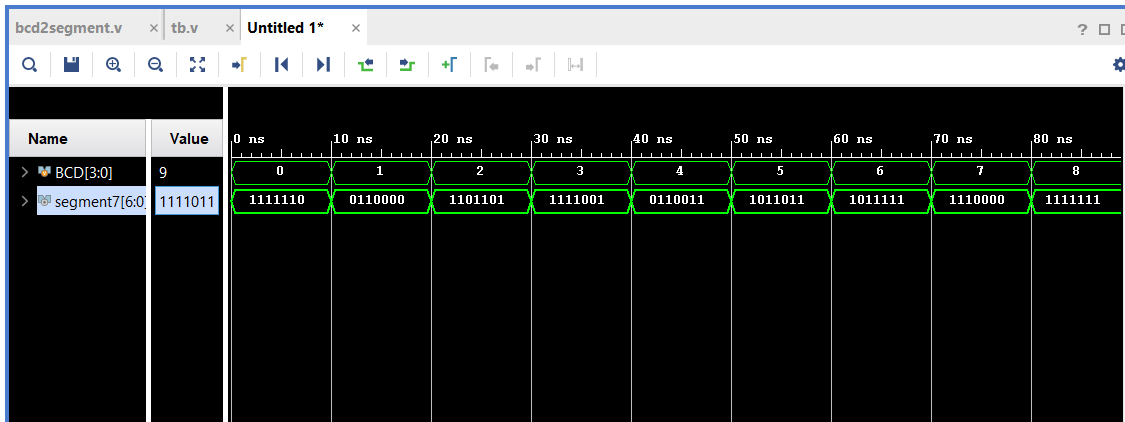 bcd2segment.v × tb.v × Untitled 1* × ?
0 ns 10 ns 20 ns 30 ns 40 ns 50 ns 60 ns 70 ns 80 ns
Name Value
BCD[3:0] 9 0 1 2 3 4 5 6 7 8
segment7[6:0] 1111011 1111110 0110000 1101101 1111001 0110011 1011011 1011111 1110000 1111111